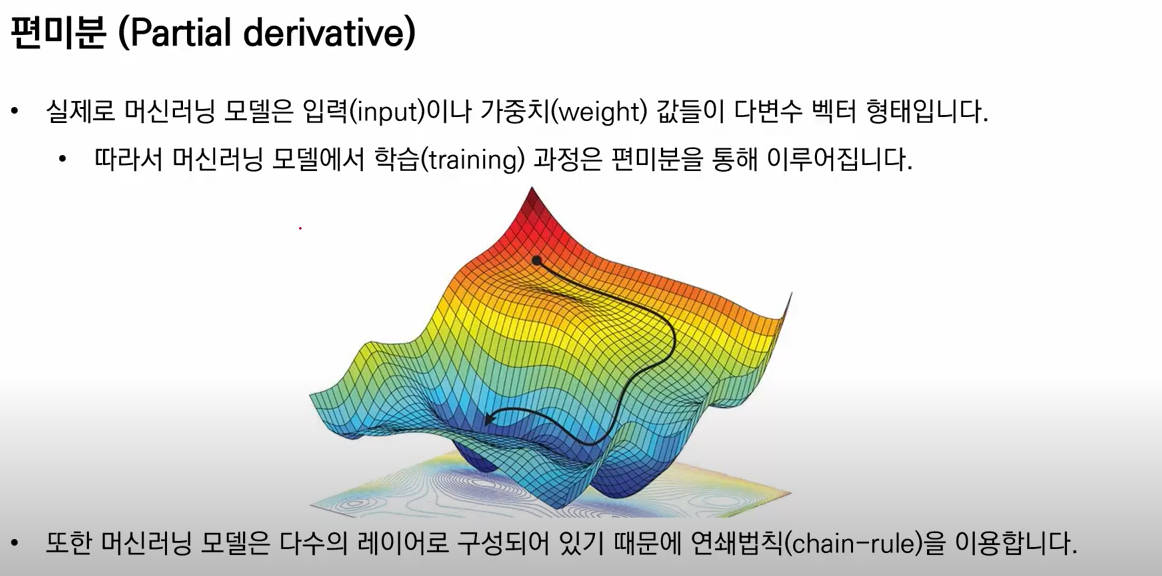 편미분 (Partial derivative)
• 실제로 머신러닝 모델은 입력(input)이나 가중치(weight) 값들이 다변수 벡터 형태입니다.
• 따라서 머신러닝 모델에서 학습(training) 과정은 편미분을 통해 이루어집니다.
• 또한 머신러닝 모델은 다수의 레이어로 구성되어 있기 때문에 연쇄법칙(chain-rule)을 이용합니다.